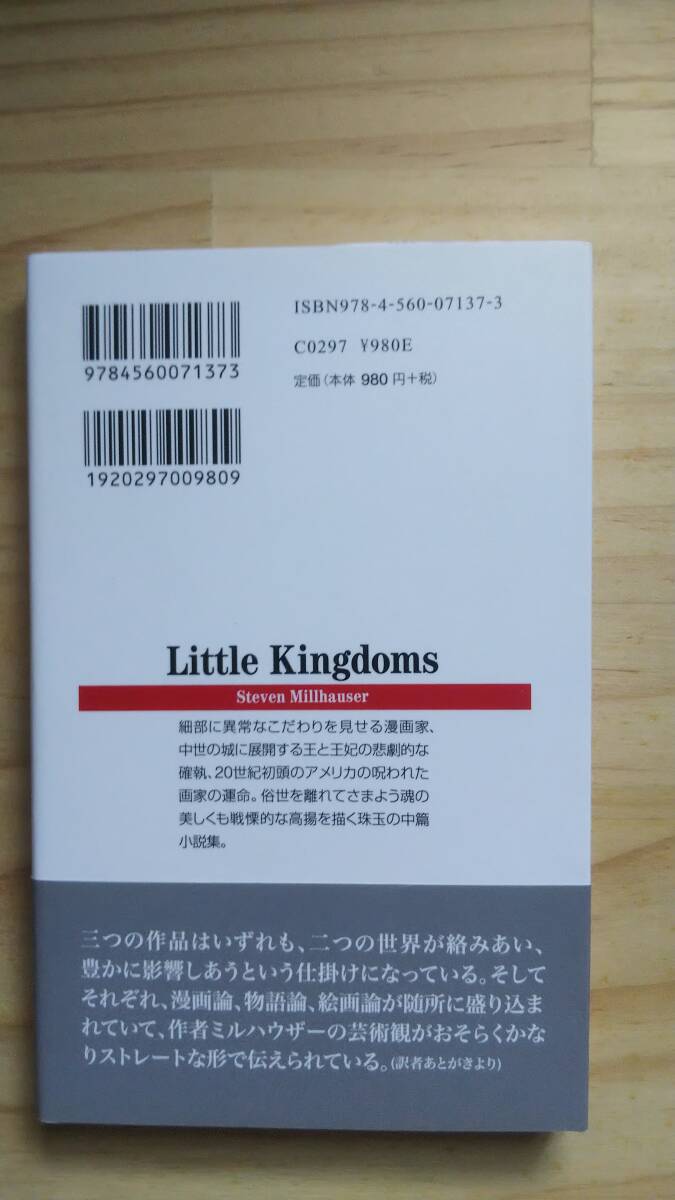 ISBN978-4-560-07137-3
C0297 ¥980E
定価(本体 980円+税)
9784560071373
1920297009809
Little Kingdoms
Steven Millhauser
細部に異常なこだわりを見せる漫画家、
中世の城に展開する王と王妃の悲劇的な
確執、20世紀初頭のアメリカの呪われた
画家の運命。俗世を離れてさまよう魂の
美しくも戦慄的な高揚を描く珠玉の中篇
小説集。
三つの作品はいずれも、二つの世界が絡みあい、
豊かに影響しあうという仕掛けになっている。そして
それぞれ、漫画論、物語論、絵画論が随所に盛り込ま
れていて、作者ミルハウザーの芸術観がおそらくかな
りストレートな形で伝えられている。(訳者あとがきより)